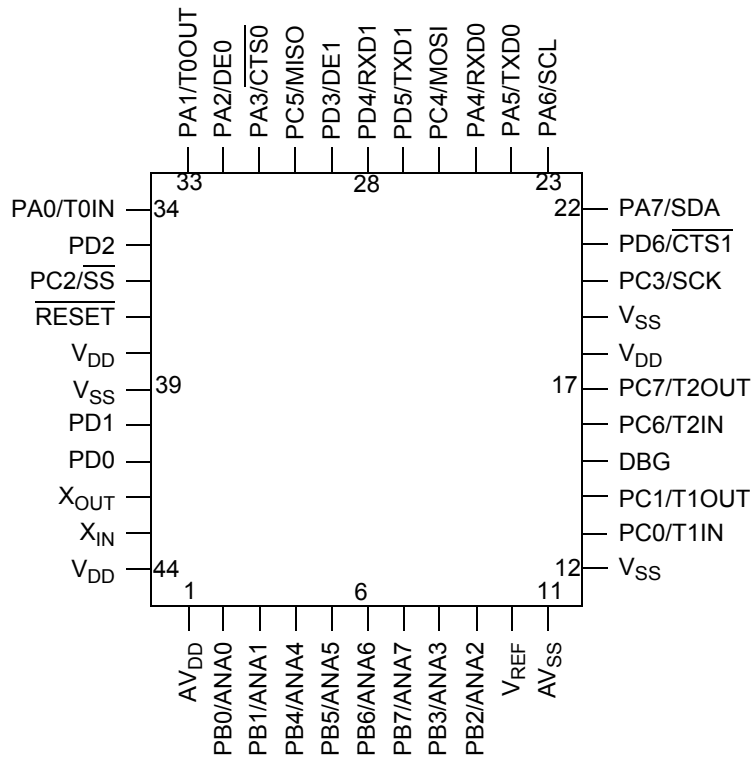 PA1/T0OUT
PA2/DE0
PA3/CTS0
PC5/MISO
PD3/DE1
PD4/RXD1
PD5/TXD1
PC4/MOSI
PA4/RXD0
PA5/TXD0
PA6/SCL
33 28 23
PA0/T0IN 34 22 PA7/SDA
PD2 PD6/CTS1
PC2/SS PC3/SCK
RESET VSS
VDD VDD
VSS 39 17 PC7/T2OUT
PD1 PC6/T2IN
PD0 DBG
XOUT PC1/T1OUT
XIN PC0/T1IN
VDD 44 12 VSS
1 6 11
AVDD
PB0/ANA0
PB1/ANA1
PB4/ANA4
PB5/ANA5
PB6/ANA6
PB7/ANA7
PB3/ANA3
PB2/ANA2
VREF
AVSS